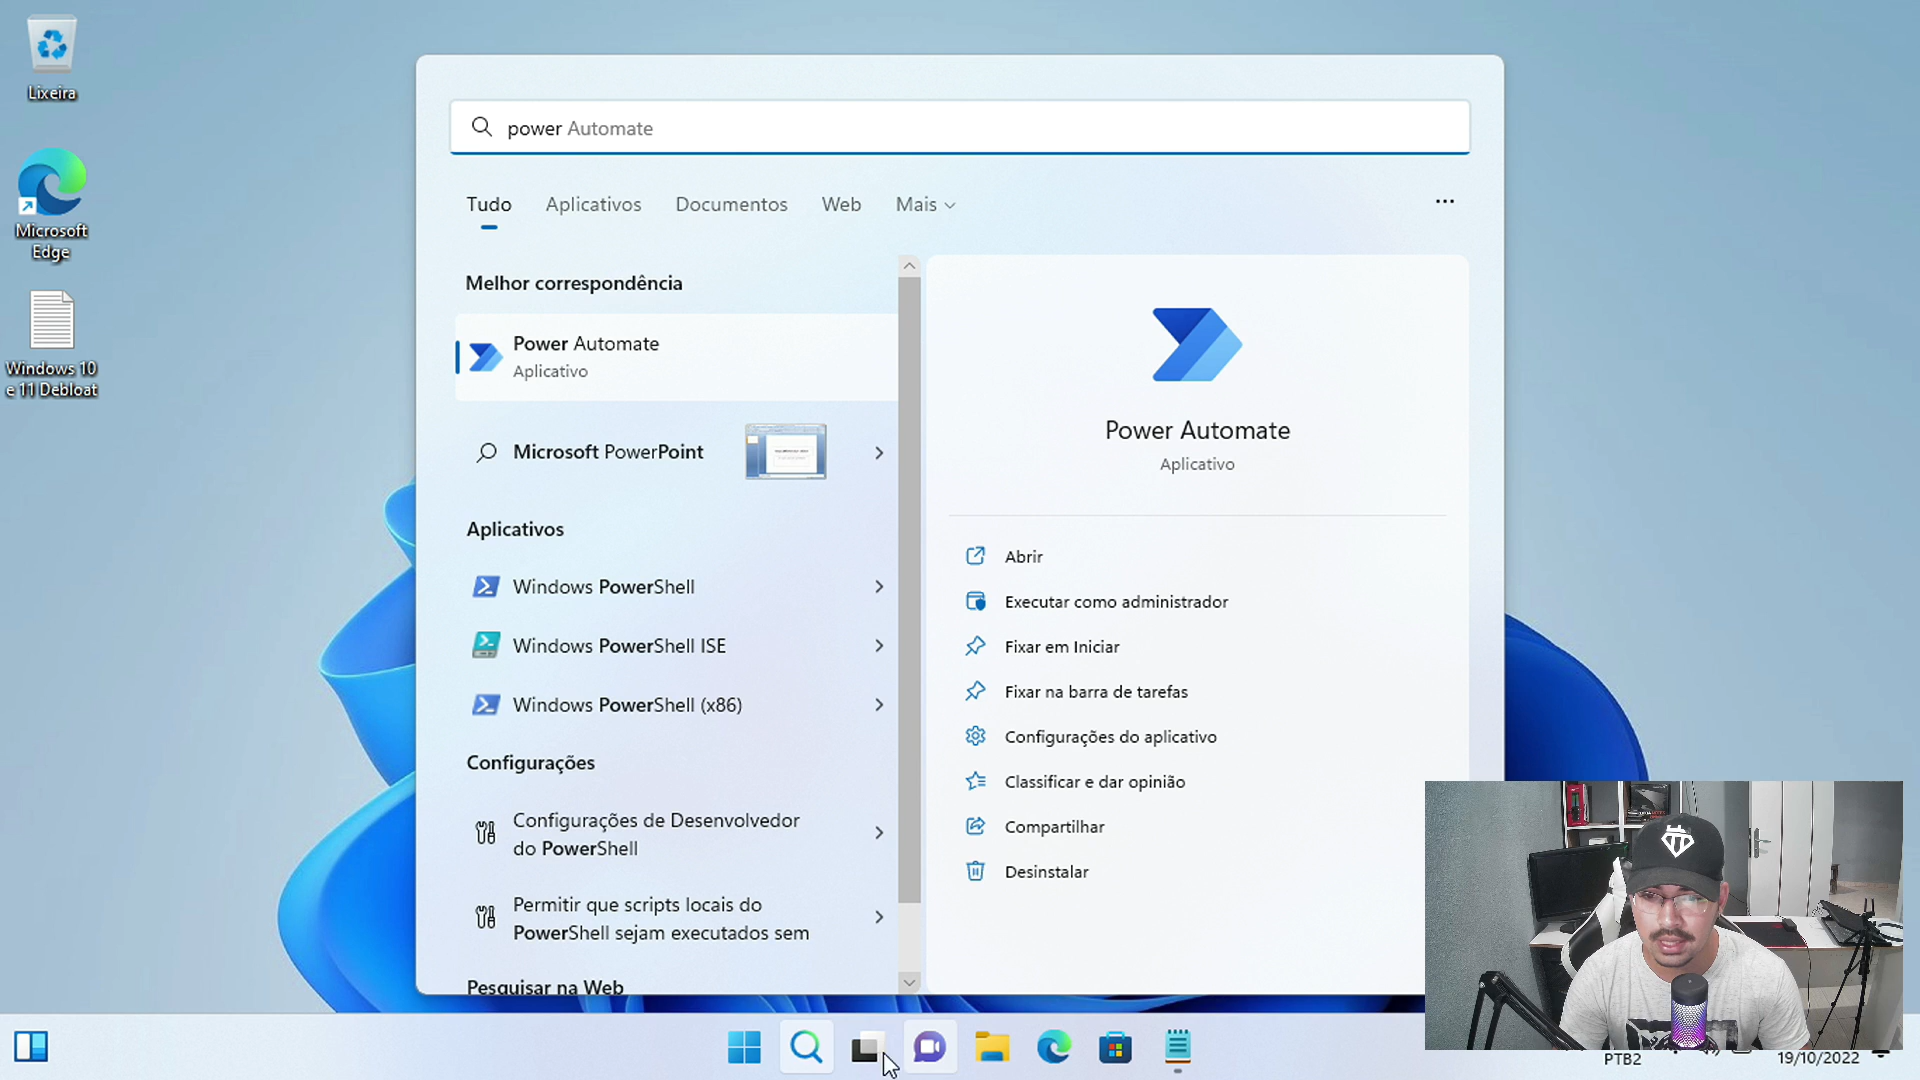 Lixeira
Microsoft
Edge
Windows 10
e 11 Debloat
power Automate
Tudo
Aplicativos
Documentos
Web
Mais
Melhor correspondência
Power Automate
Aplicativo
Microsoft PowerPoint
Aplicativos
Windows PowerShell
Windows PowerShell ISE
Windows PowerShell (x86)
Configurações
Configurações de Desenvolvedor
do PowerShell
Permitir que scripts locais do
PowerShell sejam executados sem
Pesquisar na Web
Power Automate
Aplicativo
Abrir
Executar como administrador
Fixar em Iniciar
Fixar na barra de tarefas
Configurações do aplicativo
Classificar e dar opinião
Compartilhar
Desinstalar
PTB2
19/10/2022